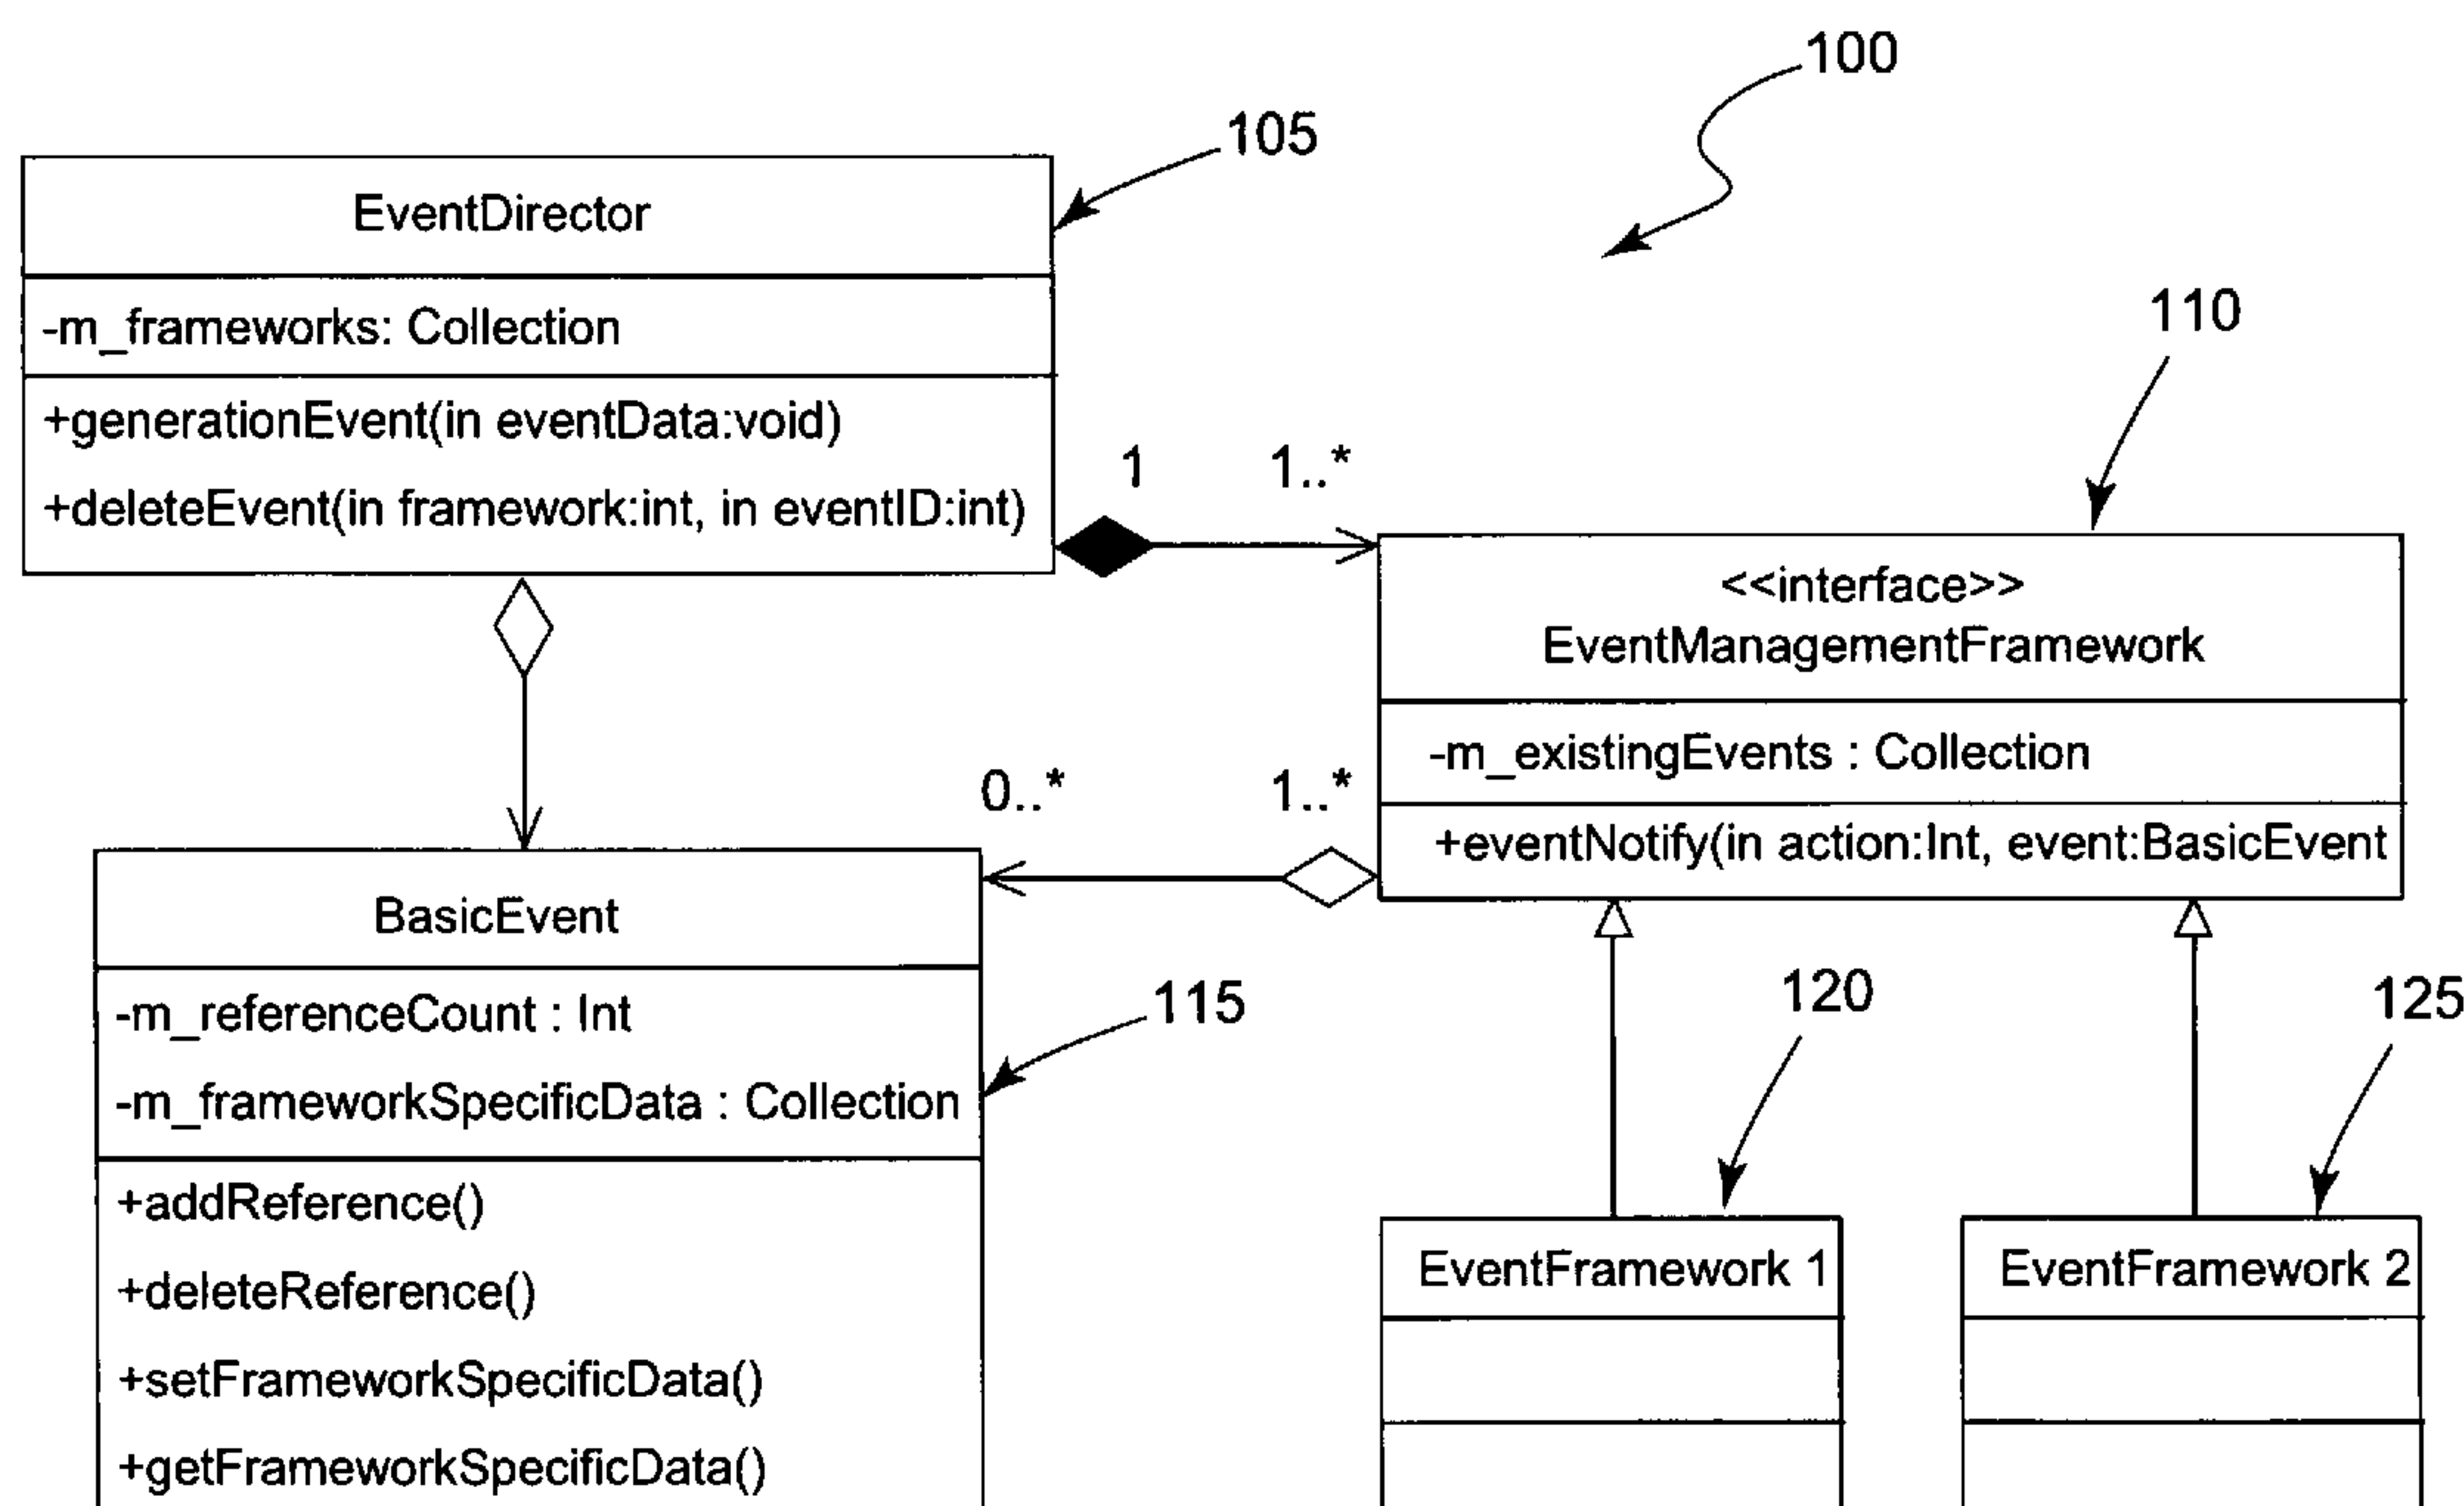 100
105
EventDirector
-m_frameworks: Collection
+generationEvent(in eventData:void)
+deleteEvent(in framework:int, in eventID:int)
1
1..*
110
<<interface>>
EventManagementFramework
-m_existingEvents : Collection
+eventNotify(in action:Int, event:BasicEvent
0..*
1..*
BasicEvent
-m_referenceCount : Int
-m_frameworkSpecificData : Collection
+addReference()
+deleteReference()
+setFrameworkSpecificData()
+getFrameworkSpecificData()
115
120
125
EventFramework 1
EventFramework 2